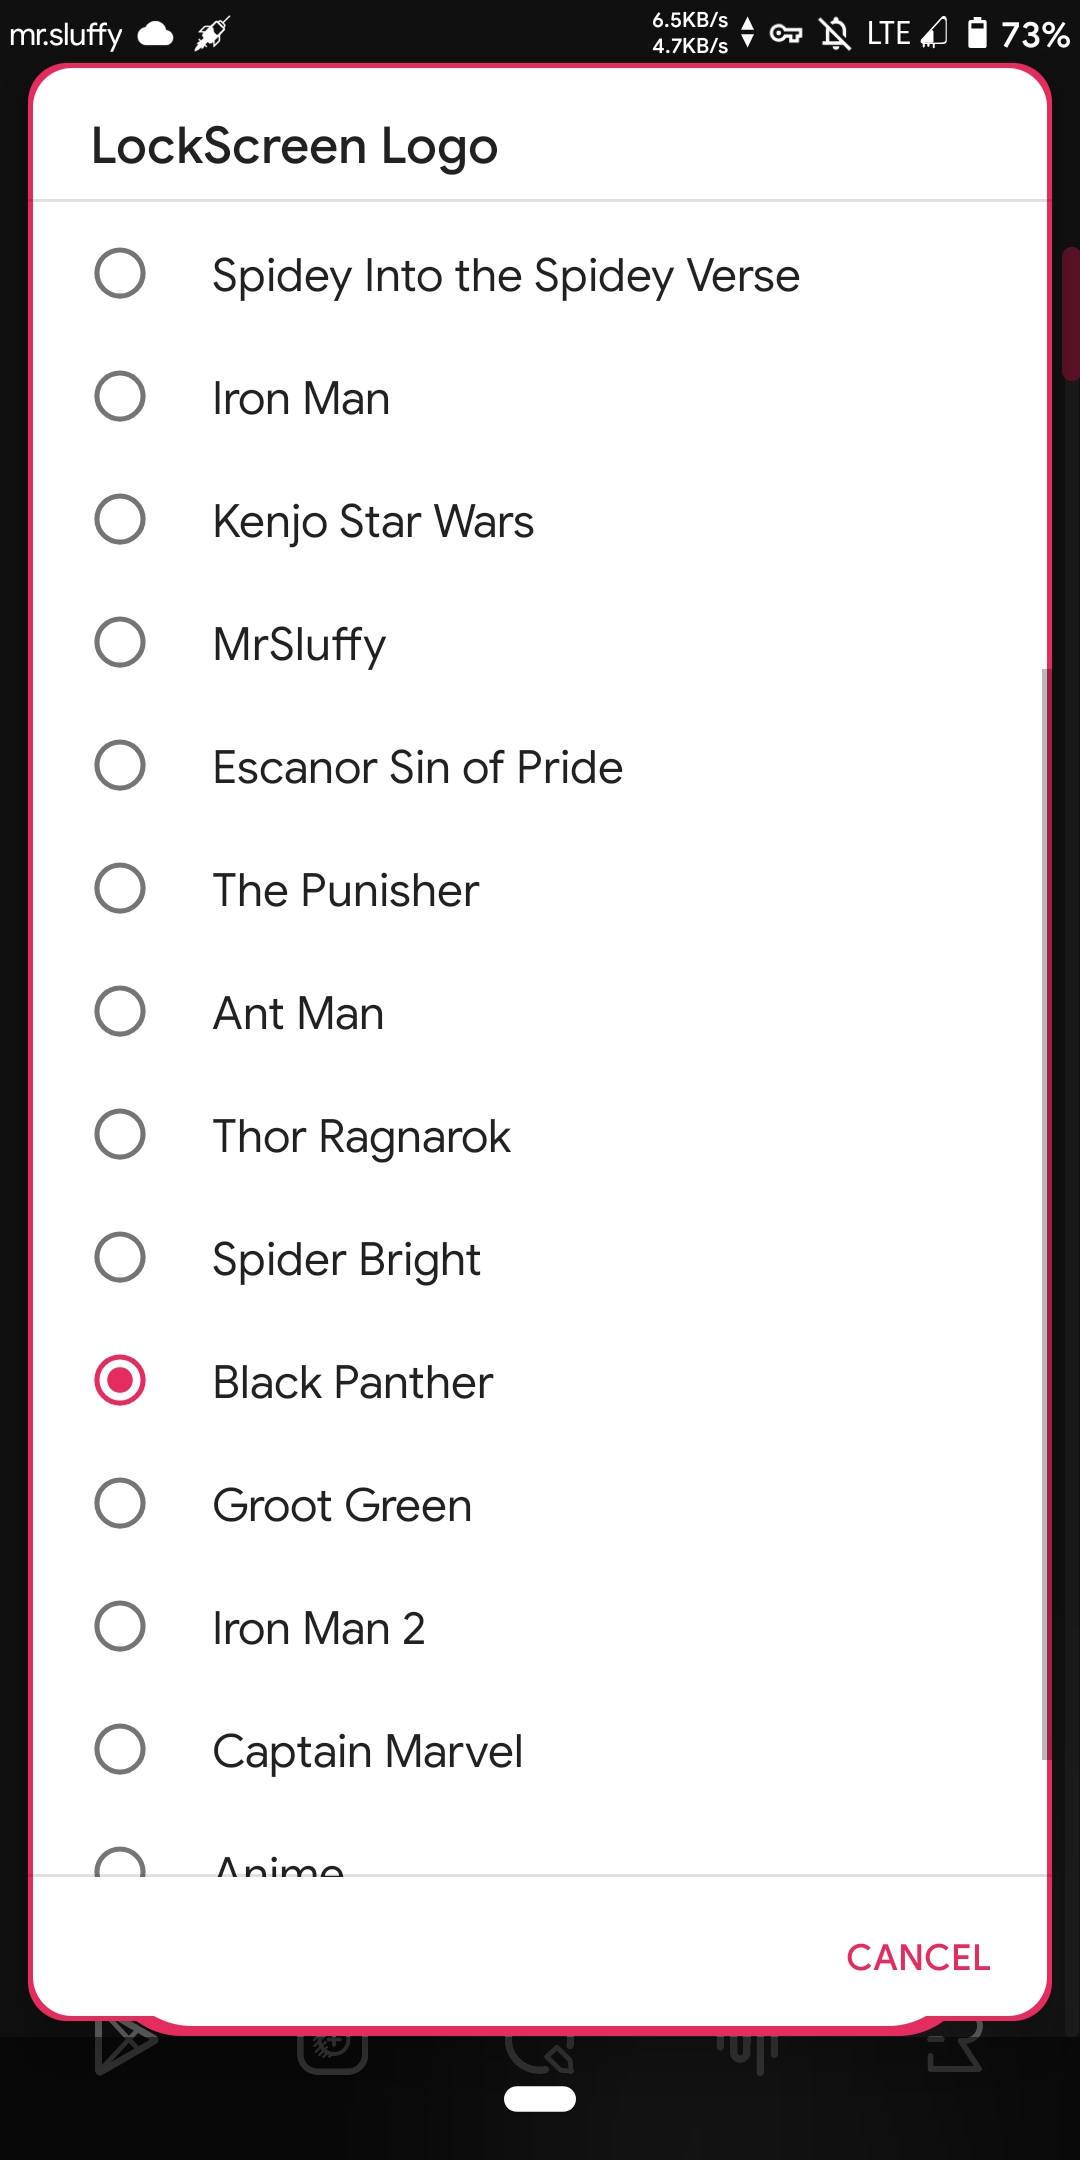 mr.sluffy
6.5KB/s
4.7KB/s
LTE
73%
LockScreen Logo
Spidey Into the Spidey Verse
Iron Man
Kenjo Star Wars
MrSluffy
Escanor Sin of Pride
The Punisher
Ant Man
Thor Ragnarok
Spider Bright
Black Panther
Groot Green
Iron Man 2
Captain Marvel
Anime
CANCEL